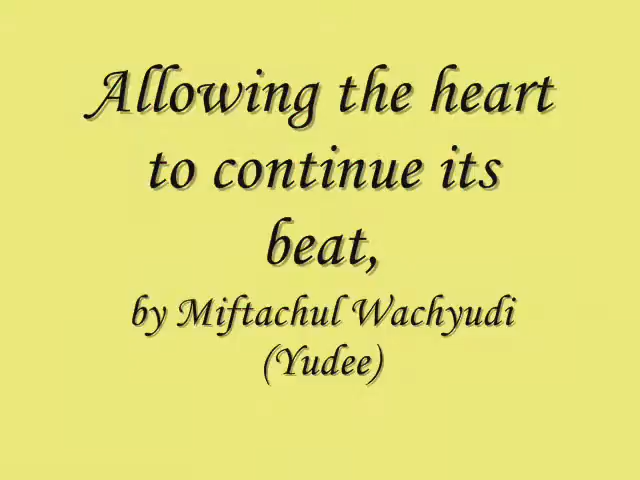 Allowing the heart
to continue its
beat,
by Miftachul Wachyudi
(Yudee)